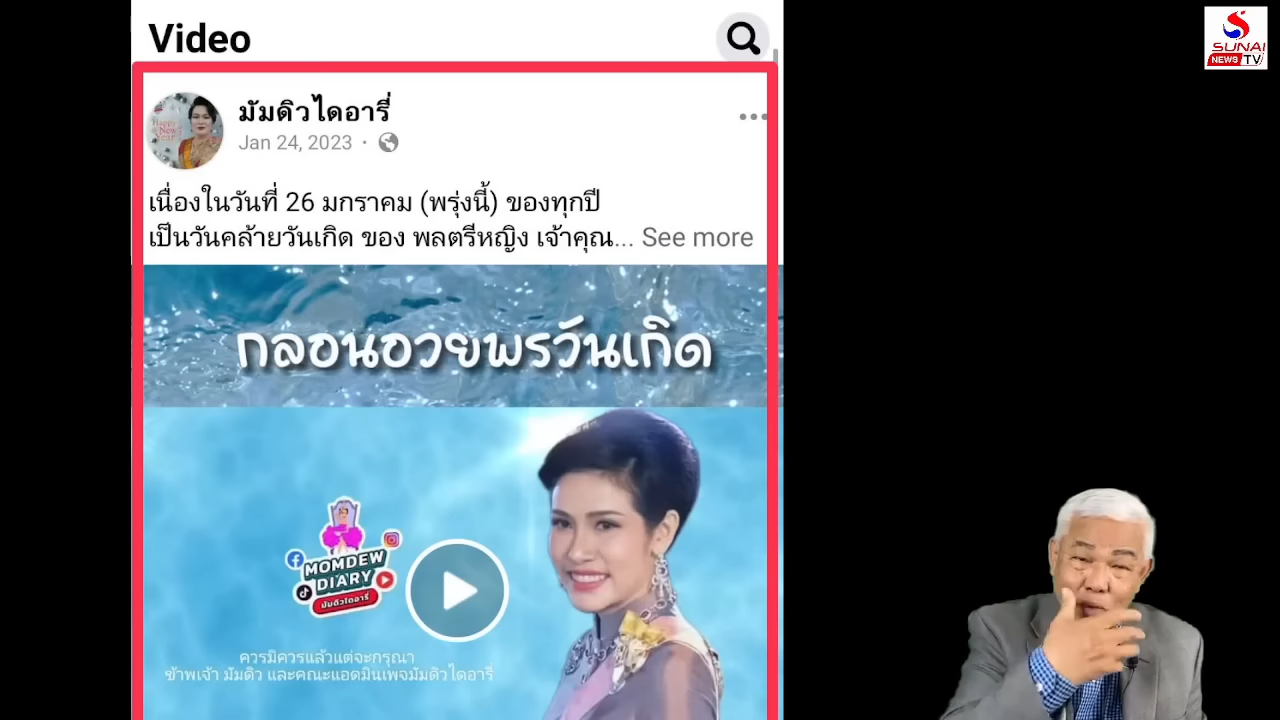 Video
SUNAI
NEWS TV
มัมดิวไดอารี่
Jan 24, 2023
Happy
New
Year
เนื่องในวันที่ 26 มกราคม (พรุ่งนี้) ของทุกปี
เป็นวันคล้ายวันเกิด ของ พลตรีหญิง เจ้าคุณ... See more
กลอนอวยพรวันเกิด
MOMDEW
DIARY
มัมดิวไดอารี่
ควรมิควรแล้วแต่จะกรุณา
ข้าพเจ้า มัมดิว และคณะแอดมินเพจมัมดิวไดอารี่